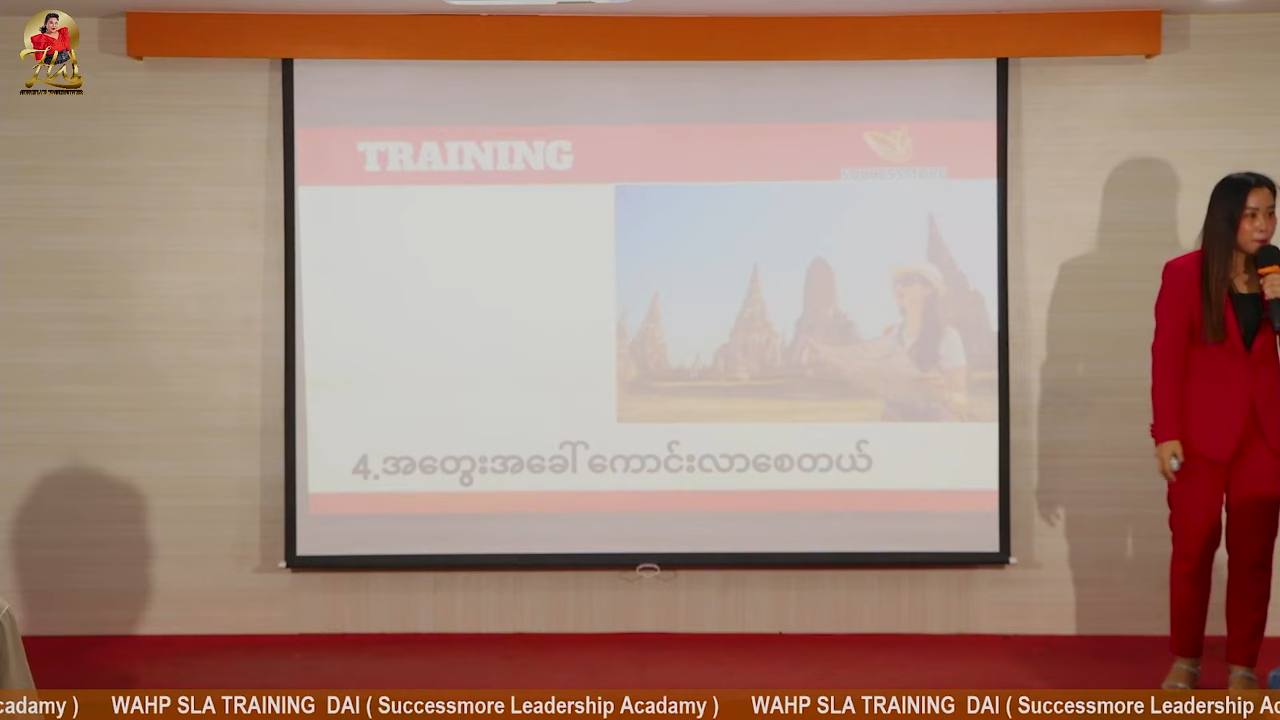 TRAINING
SUCCESSMORE
4.အတွေးအခေါ် ကောင်းလာစေတယ်
cadamy )      WAHP SLA TRAINING  DAI ( Successmore Leadership Acadamy )      WAHP SLA TRAINING  DAI ( Successmore Leadership Ac